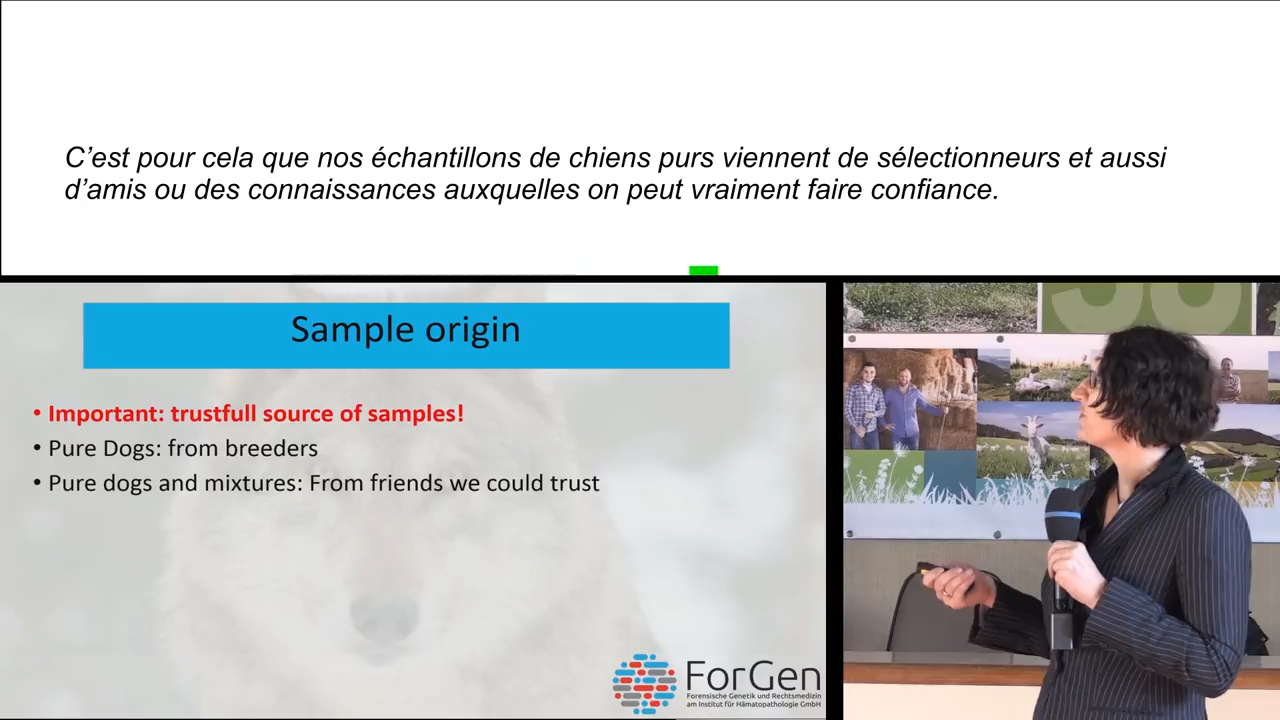 C'est pour cela que nos échantillons de chiens purs viennent de sélectionneurs et aussi
d'amis ou des connaissances auxquelles on peut vraiment faire confiance.
Sample origin
• Important: trustfull source of samples!
• Pure Dogs: from breeders
• Pure dogs and mixtures: From friends we could trust
ForGen
Forensische Genetik und Rechtsmedizin
am Institut für Hämatopathologie GmbH